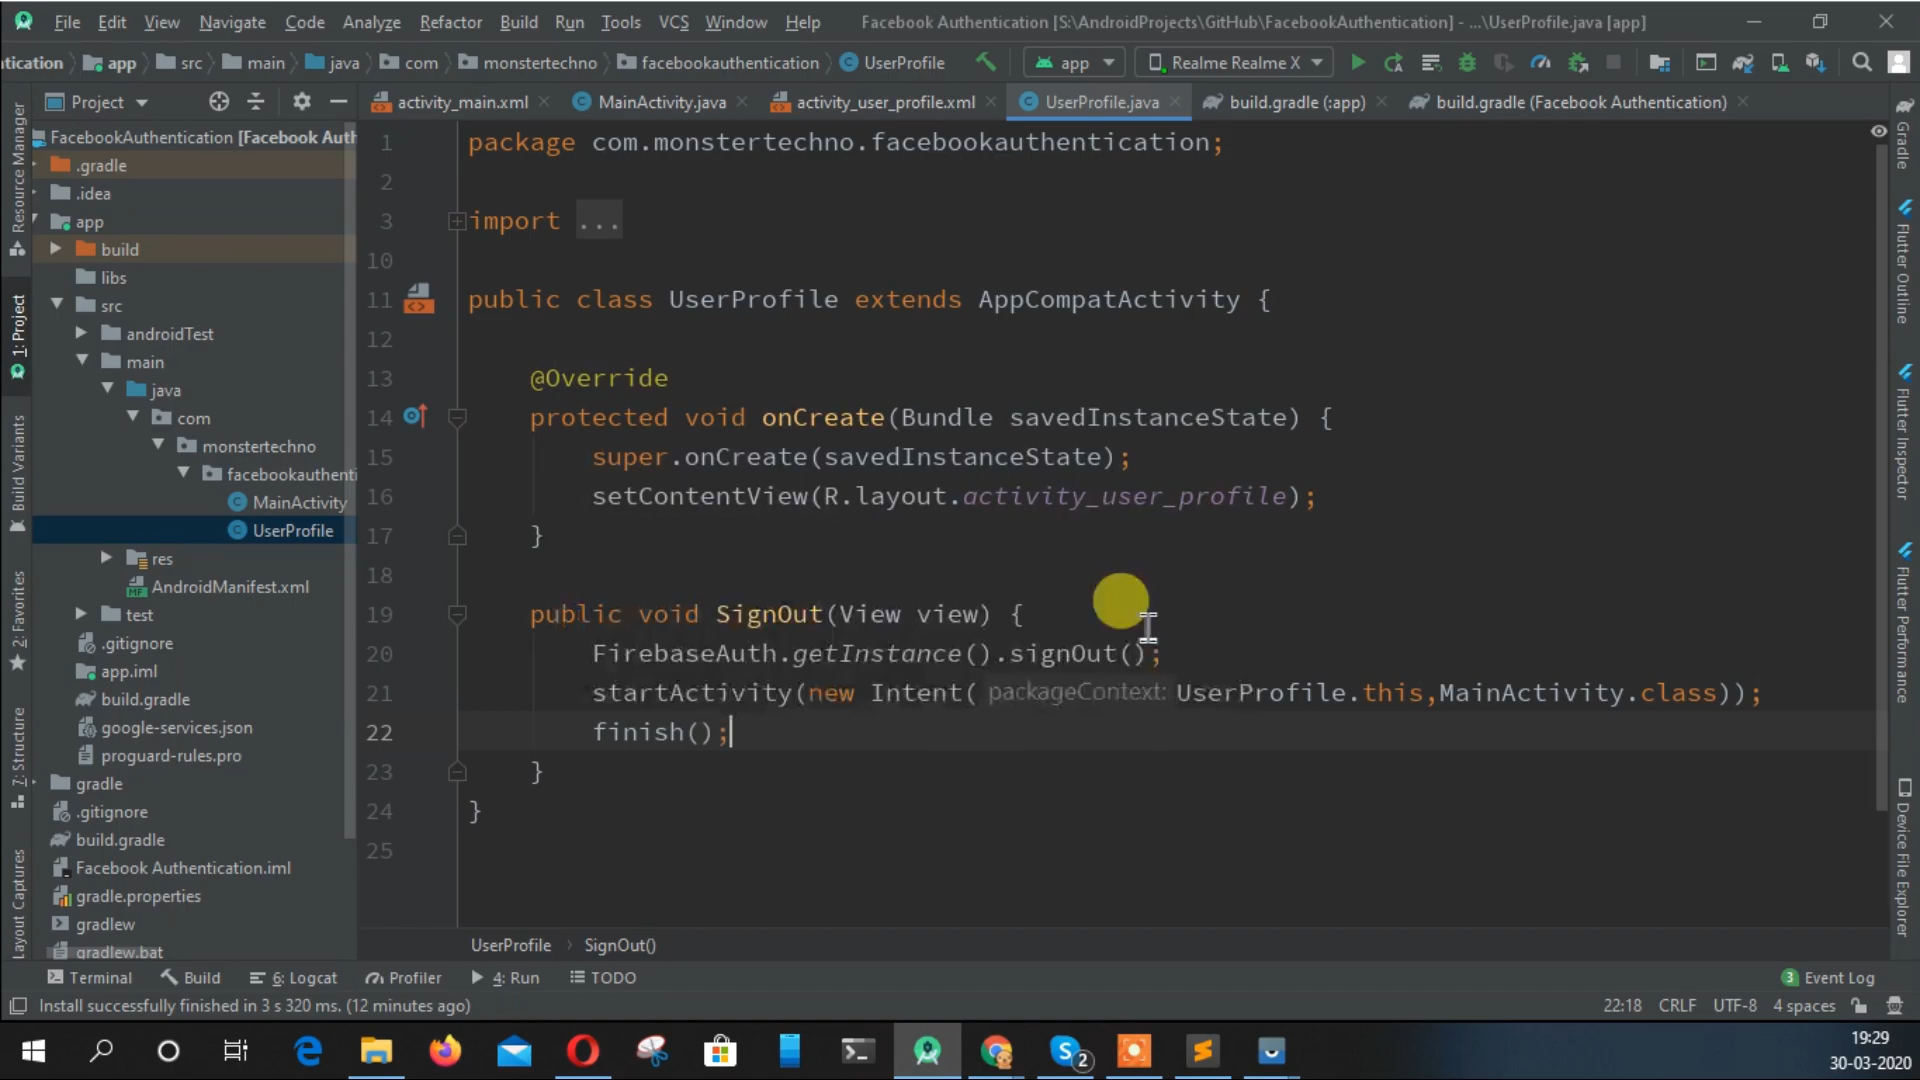 File Edit View Navigate Code Analyze Refactor Build Run Tools VCS Window Help Facebook Authentication [S:\AndroidProjects\GitHub\FacebookAuthentication] - ...\UserProfile.java [app]
tication app src main java com monstertechno facebookauthentication UserProfile app Realme Realme X
Project activity_main.xml MainActivity.java activity_user_profile.xml UserProfile.java build.gradle (:app) build.gradle (Facebook Authentication)
Resource Manager
1: Project
Build Variants
2: Favorites
7: Structure
Layout Captures
FacebookAuthentication [Facebook Auth
.gradle
.idea
app
build
libs
src
androidTest
main
java
com
monstertechno
facebookauthenti
MainActivity
UserProfile
res
AndroidManifest.xml
test
.gitignore
app.iml
build.gradle
google-services.json
proguard-rules.pro
gradle
.gitignore
build.gradle
Facebook Authentication.iml
gradle.properties
gradlew
gradlew.bat
1 package com.monstertechno.facebookauthentication;
2
3 import ...
10
11 public class UserProfile extends AppCompatActivity {
12
13 @Override
14 protected void onCreate(Bundle savedInstanceState) {
15 super.onCreate(savedInstanceState);
16 setContentView(R.layout.activity_user_profile);
17 }
18
19 public void SignOut(View view) {
20 FirebaseAuth.getInstance().signOut();
21 startActivity(new Intent( packageContext: UserProfile.this,MainActivity.class));
22 finish();
23 }
24 }
25
UserProfile › SignOut()
Gradle
Flutter Outline
Flutter Inspector
Flutter Performance
Device File Explorer
Terminal Build 6: Logcat Profiler 4: Run TODO 3 Event Log
Install successfully finished in 3 s 320 ms. (12 minutes ago) 22:18 CRLF UTF-8 4 spaces
2
19:29
30-03-2020